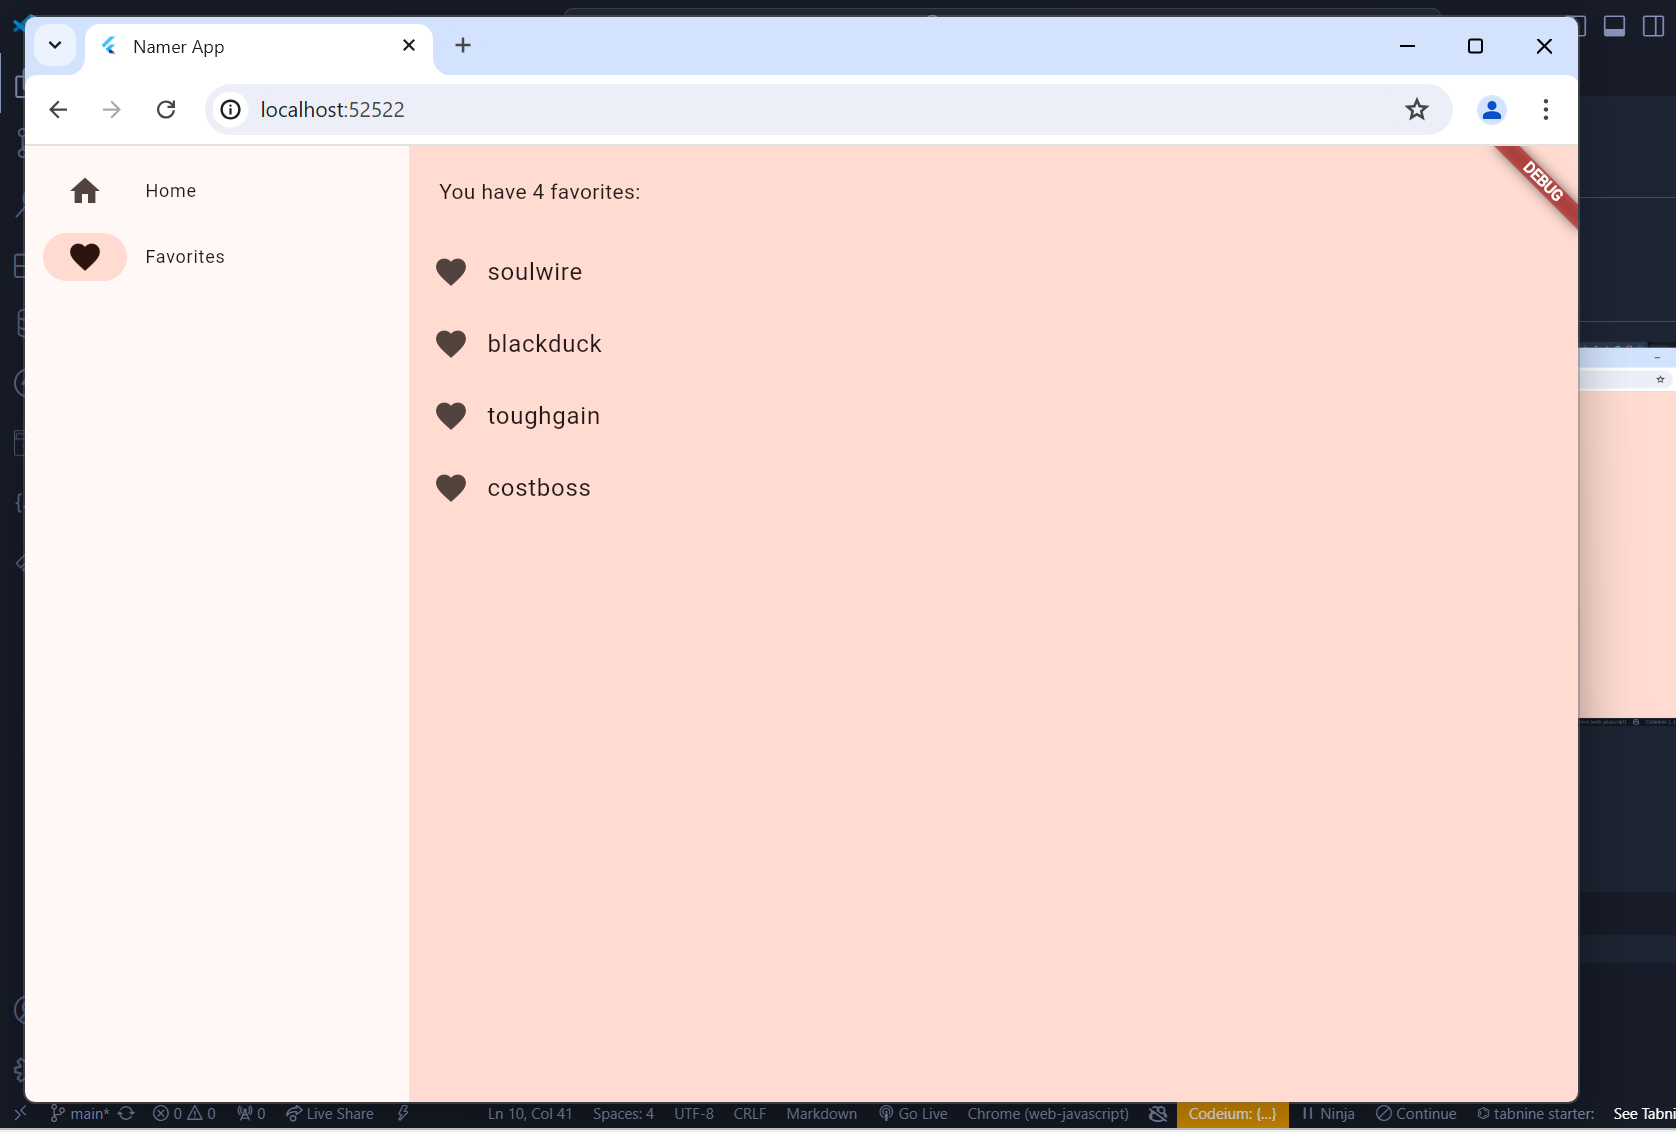 Namer App
localhost:52522
Home
Favorites
You have 4 favorites:
soulwire
blackduck
toughgain
costboss
DEBUG
main* 0 0 0 Live Share Ln 10, Col 41 Spaces: 4 UTF-8 CRLF Markdown Go Live Chrome (web-javascript) Codeium: {...} Ninja Continue tabnine starter: See Tabni